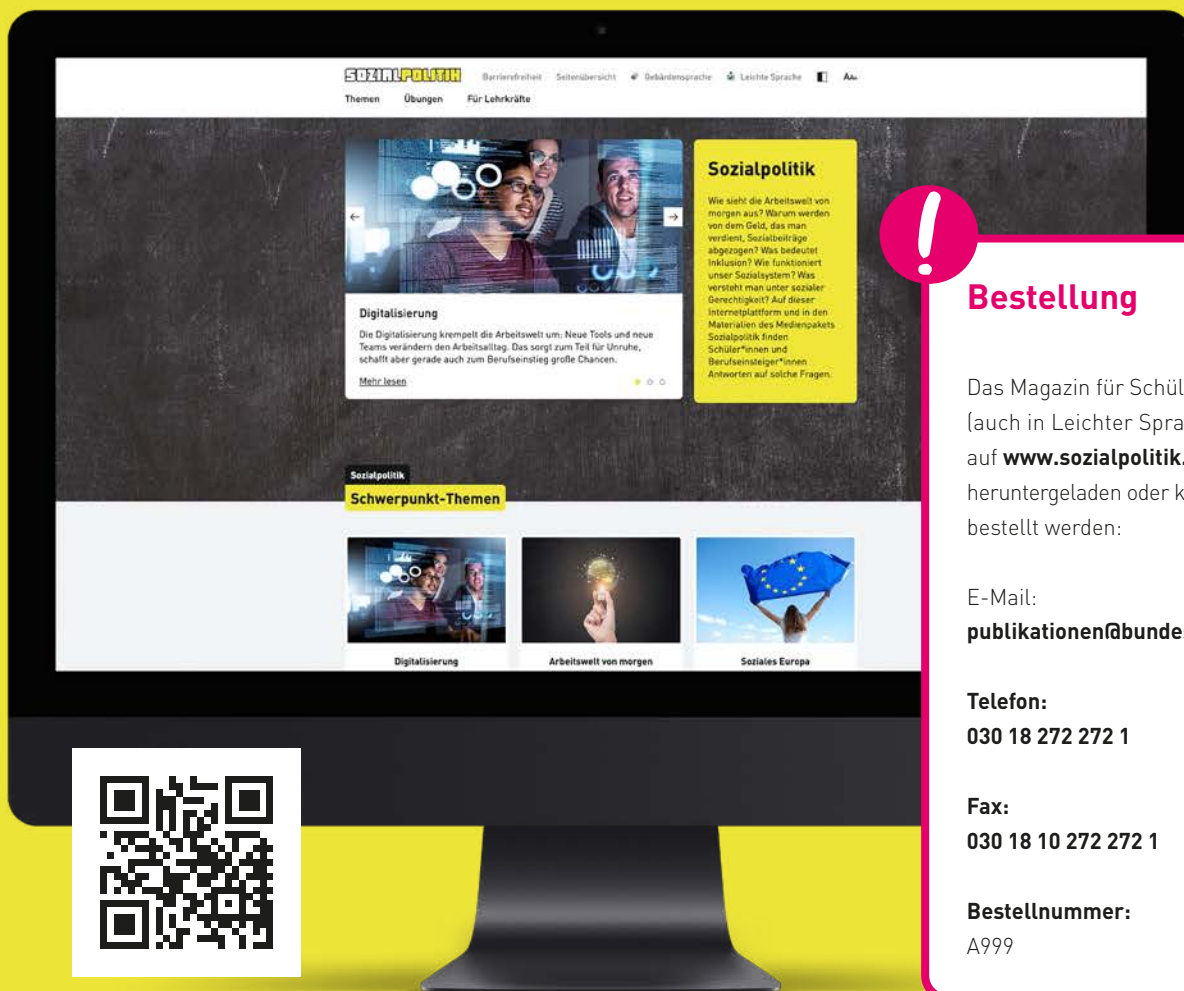 SOZIALPOLITIK
Barrierefreiheit Seitenübersicht Gebärdensprache Leichte Sprache AA
Themen Übungen Für Lehrkräfte
Digitalisierung
Die Digitalisierung krempelt die Arbeitswelt um: Neue Tools und neue
Teams verändern den Arbeitsalltag. Das sorgt zum Teil für Unruhe,
schafft aber gerade auch zum Berufseinstieg große Chancen.
Mehr lesen
Sozialpolitik
Wie sieht die Arbeitswelt von
morgen aus? Warum werden
von dem Geld, das man
verdient, Sozialbeiträge
abgezogen? Was bedeutet
Inklusion? Wie funktioniert
unser Sozialsystem? Was
versteht man unter sozialer
Gerechtigkeit? Auf dieser
Internetplattform und in den
Materialien des Medienpakets
Sozialpolitik finden
Schüler*innen und
Berufseinsteiger*innen
Antworten auf solche Fragen.
Sozialpolitik
Schwerpunkt-Themen
Digitalisierung
Arbeitswelt von morgen
Soziales Europa
!
Bestellung
Das Magazin für Schül
(auch in Leichter Spra
auf www.sozialpolitik.
heruntergeladen oder k
bestellt werden:
E-Mail:
publikationen@bunde
Telefon:
030 18 272 272 1
Fax:
030 18 10 272 272 1
Bestellnummer:
A999